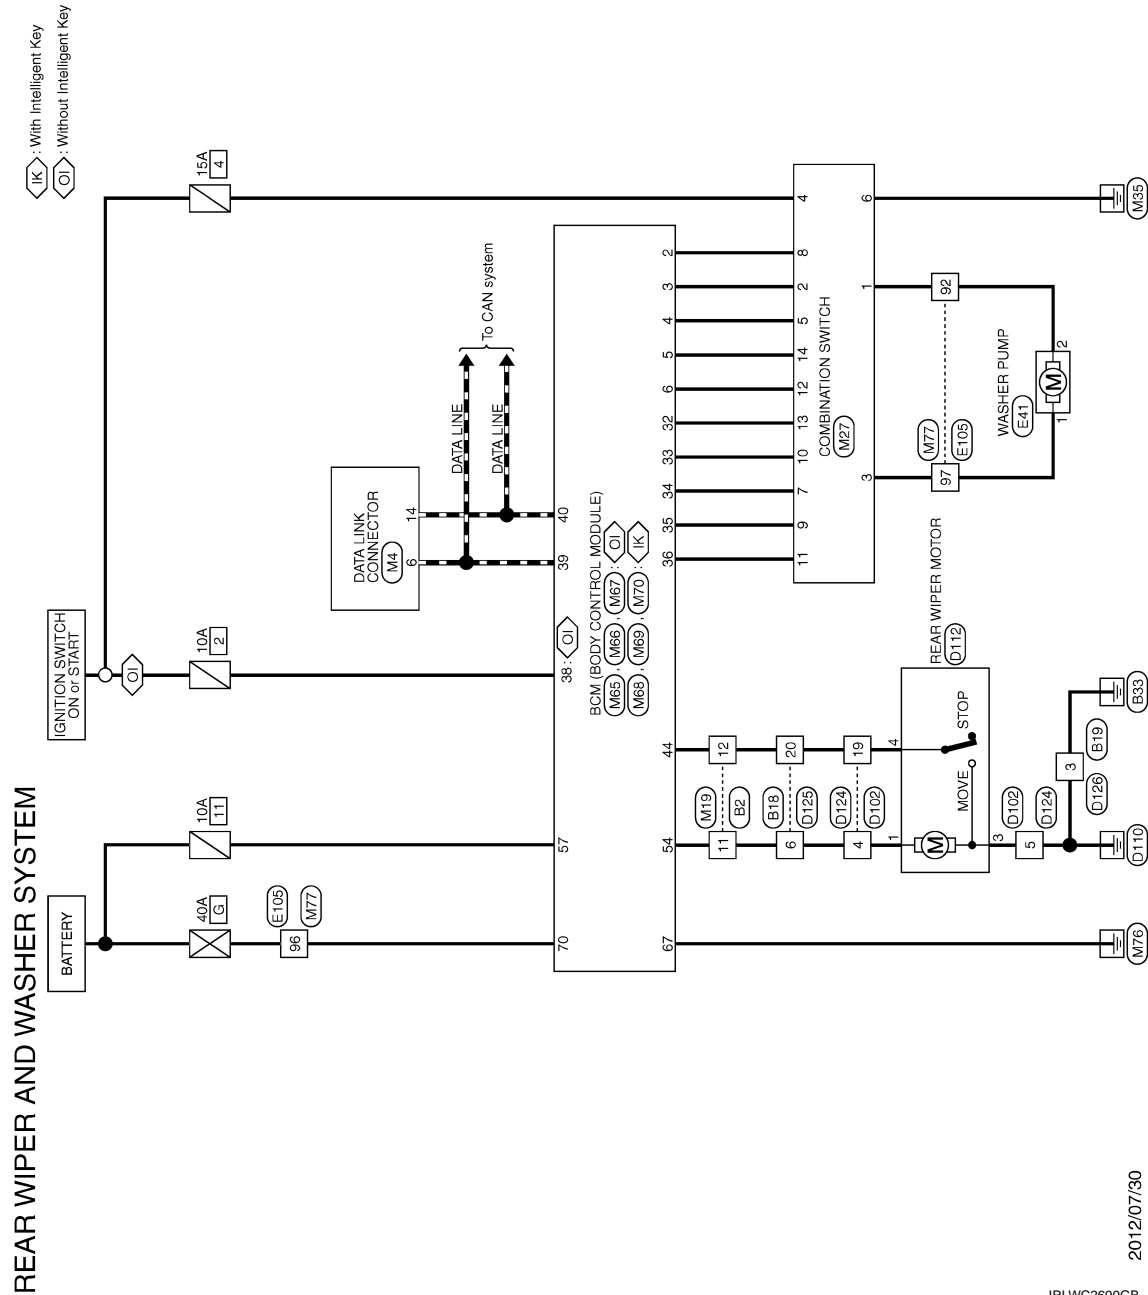 REAR WIPER AND WASHER SYSTEM
IK : With Intelligent Key
OI : Without Intelligent Key
BATTERY
IGNITION SWITCH
ON or START
OI
40A
G
10A
11
10A
2
15A
4
E105
M77
96
DATA LINK
CONNECTOR
M4
6
14
DATA LINE
DATA LINE
To CAN system
70
57
38 : OI
39
40
BCM (BODY CONTROL MODULE)
M65 , M66 , M67 : OI
M68 , M69 , M70 : IK
67
54
44
36
35
34
33
32
6
5
4
3
2
M19
B2
11
12
B18
D125
6
20
D124
D102
4
19
11
9
7
10
13
12
14
5
2
8
4
COMBINATION SWITCH
M27
3
1
6
REAR WIPER MOTOR
D112
1
4
M
MOVE
STOP
3
D102
D124
5
3
D126
B19
M77
E105
97
92
WASHER PUMP
E41
1
2
M
M76
D110
B33
M35
2012/07/30